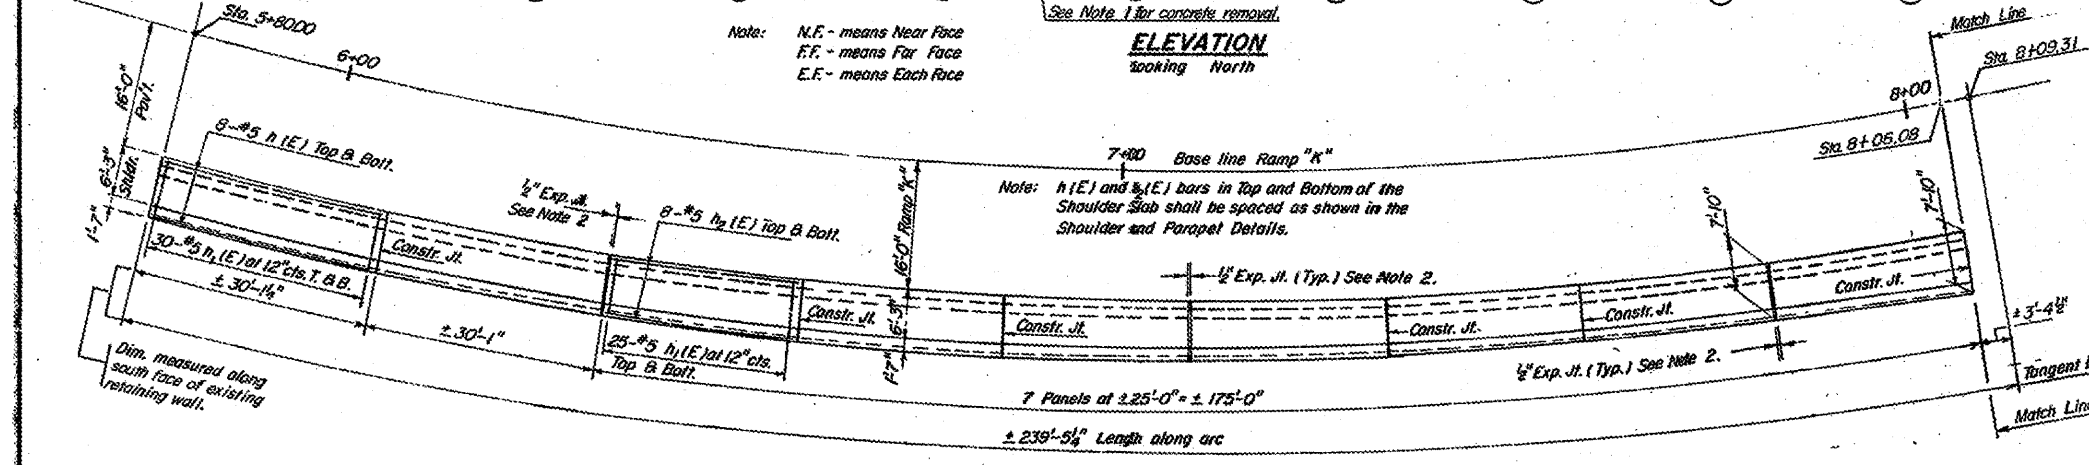 Sta. 5+80.00
6+00
Note: N.F. - means Near Face
F.F. - means Far Face
E.F. - means Each Face
See Note 1 for concrete removal.
ELEVATION
Looking North
Match Line
Sta. 8+09.31
8+00
Sta. 8+06.08
16'-0"
Pav't.
6'-3"
Shldr.
1'-7"
8-#5 h (E) Top & Bott.
1/2" Exp. Jt.
See Note 2
8-#5 h2 (E) Top & Bott.
16'-0" Ramp "K"
7+00
Base line Ramp "K"
Note: h (E) and h2 (E) bars in Top and Bottom of the
Shoulder Slab shall be spaced as shown in the
Shoulder and Parapet Details.
7'-10"
7'-10"
30-#5 h1 (E) at 12" cts. T. & B.
± 30'-1 1/4"
Constr. Jt.
± 30'-1"
25-#5 h1 (E) at 12" cts.
Top & Bott.
Constr. Jt.
6'-3"
1'-7"
Constr. Jt.
1/2" Exp. Jt. (Typ.) See Note 2.
Constr. Jt.
Constr. Jt.
Constr. Jt.
1/2" Exp. Jt. (Typ.) See Note 2.
± 3'-4 1/2"
Dim. measured along
south face of existing
retaining wall.
7 Panels at ± 25'-0" = ± 175'-0"
± 239'-5 1/4" Length along arc
Tangent
Match Line